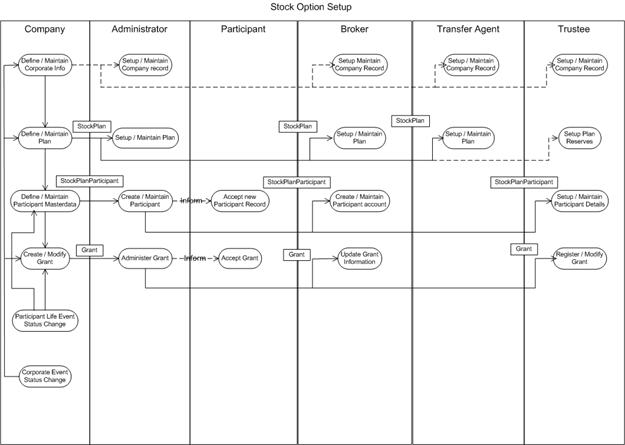 Stock Option Setup
Company
Administrator
Participant
Broker
Transfer Agent
Trustee
Define / Maintain
Corporate Info
Setup / Maintain
Company record
Setup Maintain
Company Record
Setup / Maintain
Company Record
Setup / Maintain
Company Record
StockPlan
StockPlan
StockPlan
Define / Maintain
Plan
Setup / Maintain Plan
Setup / Maintain
Plan
Setup / Maintain
Plan
Setup Plan
Reserves
StockPlanParticipant
StockPlanParticipant
StockPlanParticipant
Define / Maintain
Participant Masterdata
Create / Maintain
Participant
Inform
Accept new
Participant Record
Create / Maintain
Participant account
Setup / Maintain
Participant Details
Grant
Grant
Grant
Create / Modify
Grant
Administer Grant
Inform
Accept Grant
Update Grant
Information
Register / Modify
Grant
Participant Life Event
Status Change
Corporate Event
Status Change